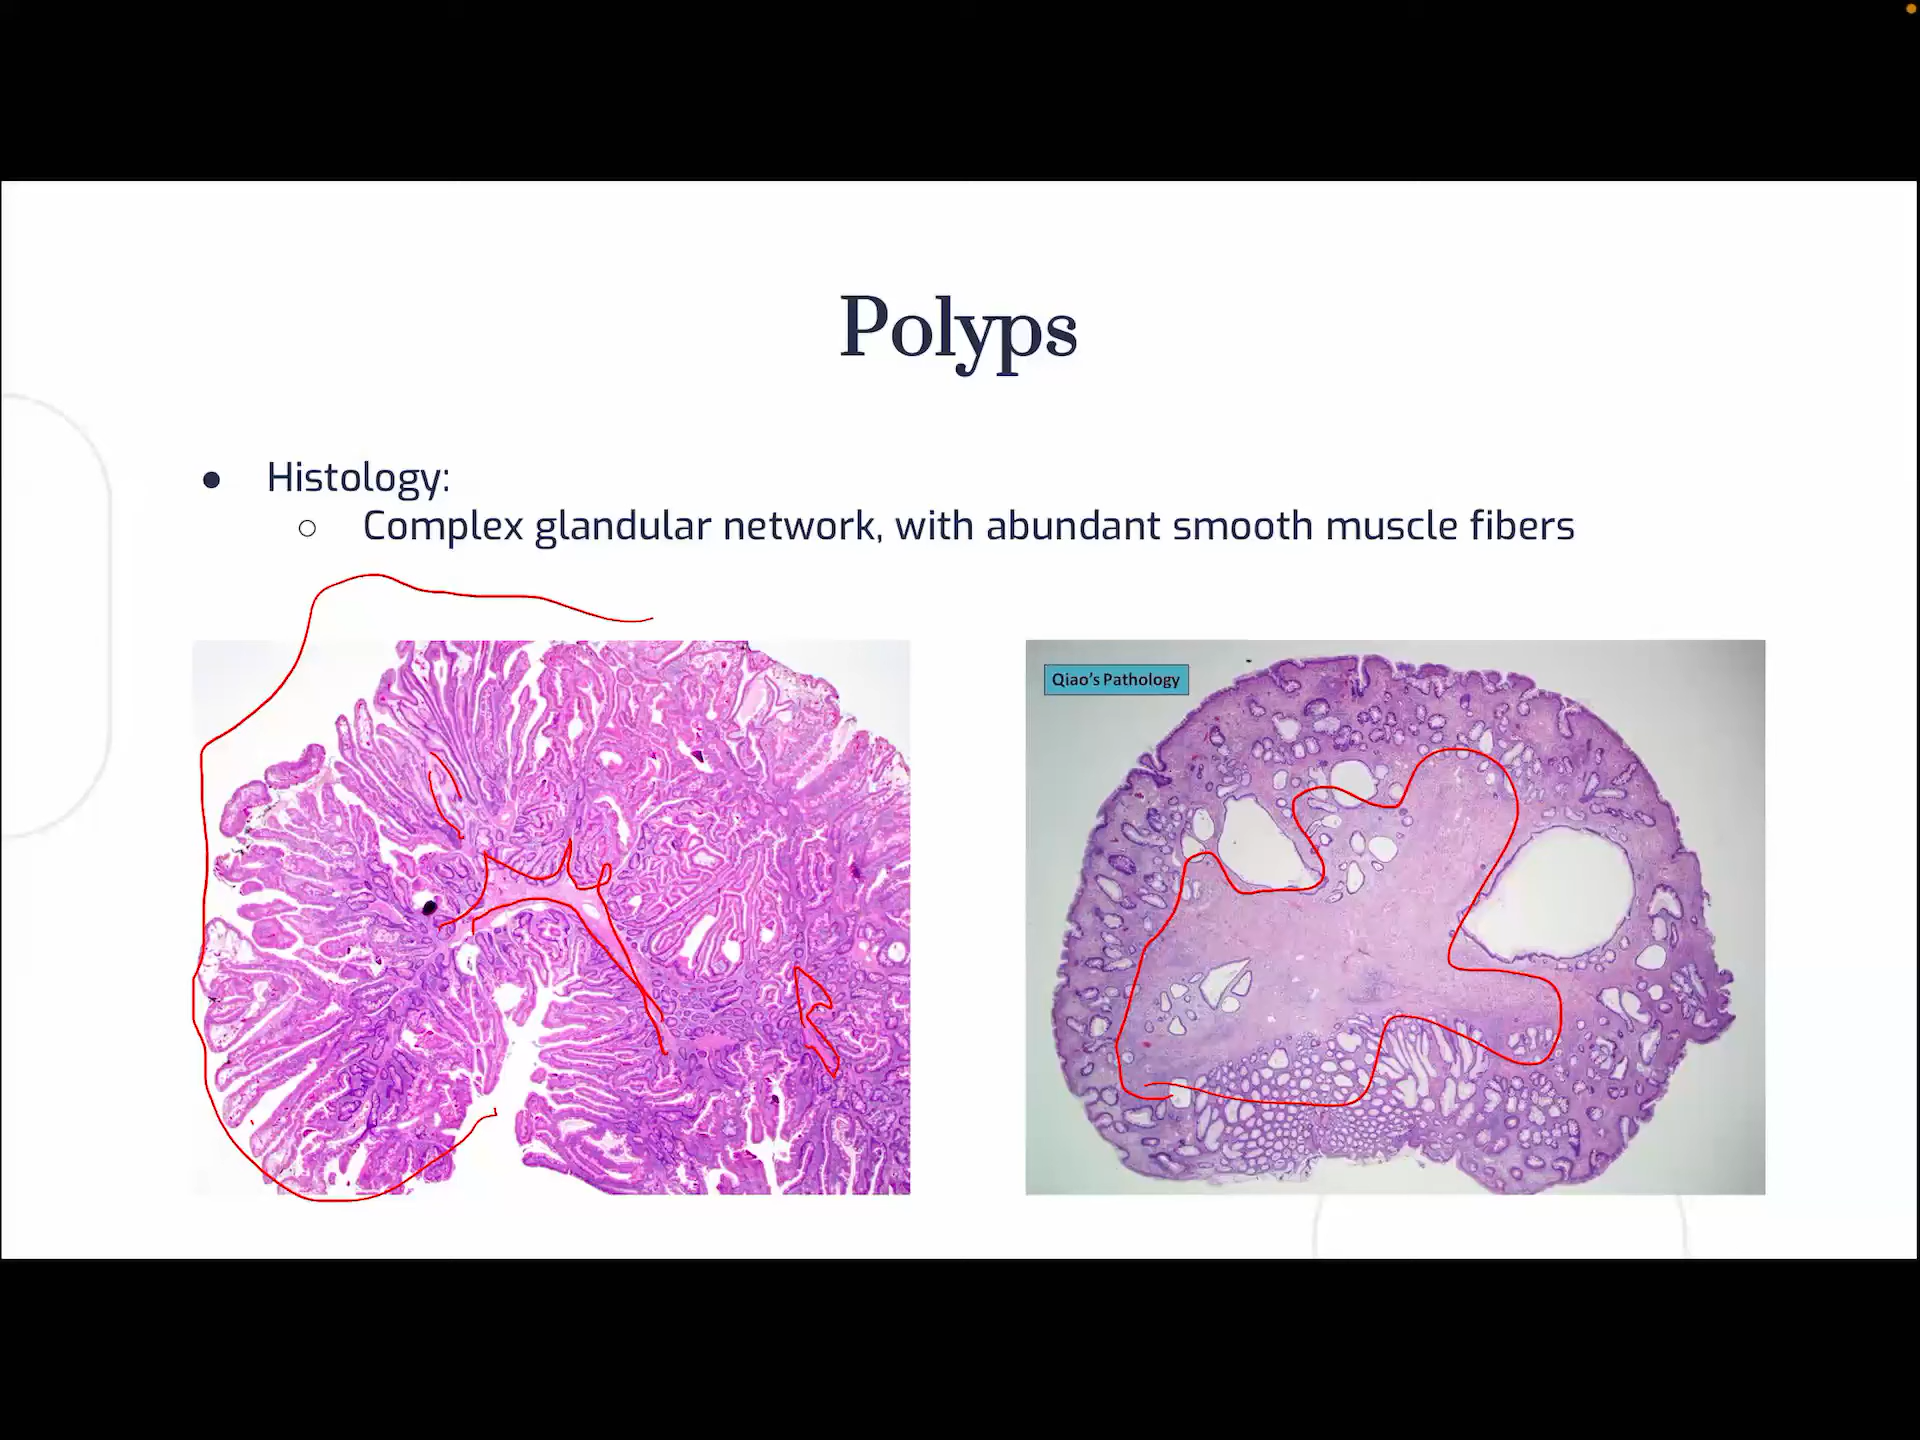 Polyps
● Histology:
○ Complex glandular network, with abundant smooth muscle fibers
Qiao's Pathology